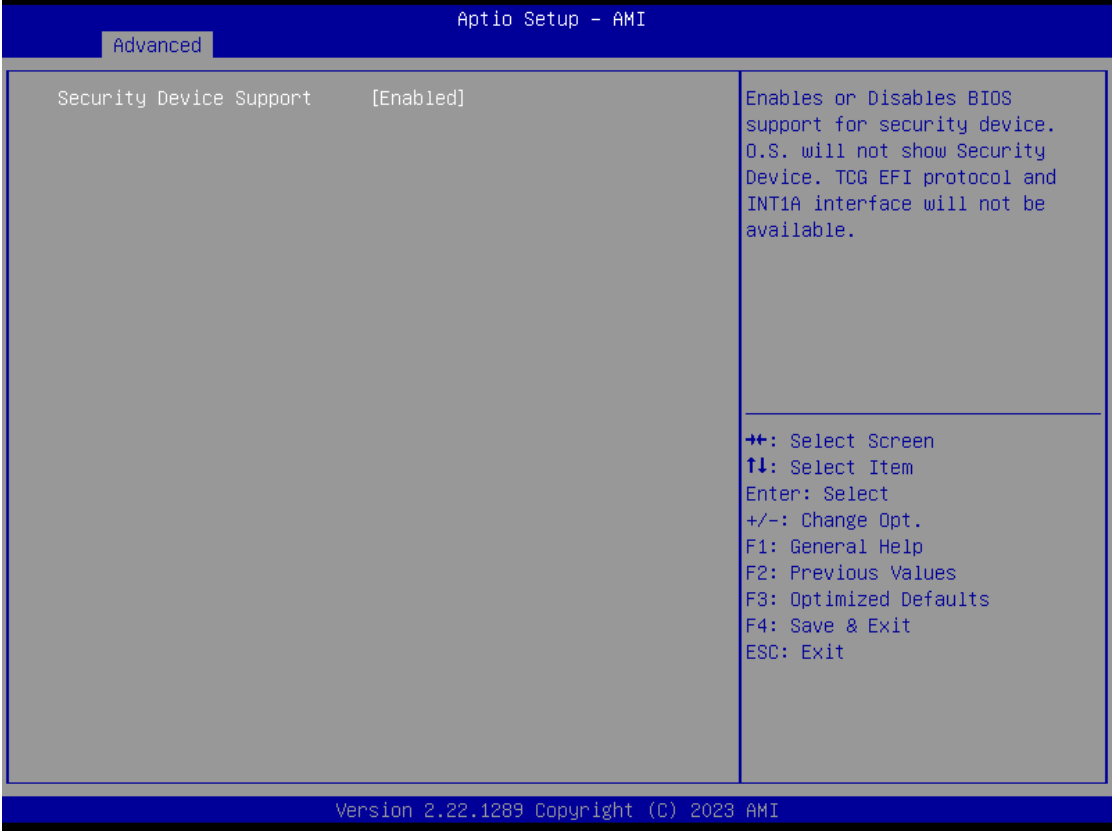 Aptio Setup – AMI
Advanced
Security Device Support [Enabled]
Enables or Disables BIOS
support for security device.
O.S. will not show Security
Device. TCG EFI protocol and
INT1A interface will not be
available.
→←: Select Screen
↑↓: Select Item
Enter: Select
+/-: Change Opt.
F1: General Help
F2: Previous Values
F3: Optimized Defaults
F4: Save & Exit
ESC: Exit
Version 2.22.1289 Copyright (C) 2023 AMI